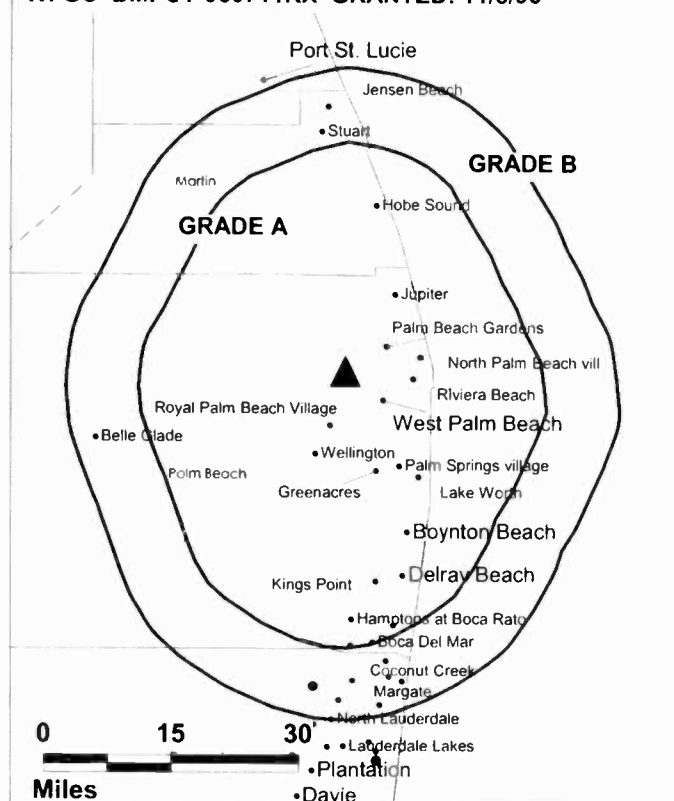 Port St. Lucie
Jensen Beach
Stuart
GRADE B
Martin
Hobe Sound
GRADE A
Jupiter
Palm Beach Gardens
North Palm Beach vill
Riviera Beach
Royal Palm Beach Village
West Palm Beach
Belle Glade
Wellington
Palm Springs village
Palm Beach
Greenacres
Lake Worth
Boynton Beach
Delray Beach
Kings Point
Hamptons at Boca Rato
Boca Del Mar
Coconut Creek
Margate
North Lauderdale
0 15 30
Lauderdale Lakes
Plantation
Miles
Davie